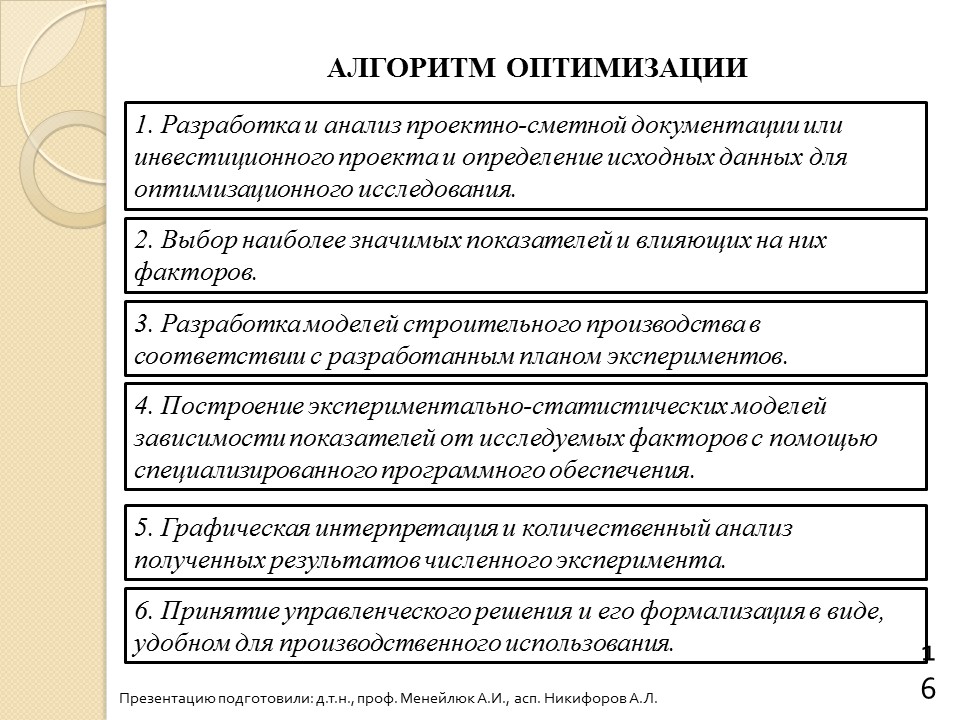 АЛГОРИТМ ОПТИМИЗАЦИИ
1. Разработка и анализ проектно-сметной документации или
инвестиционного проекта и определение исходных данных для
оптимизационного исследования.
2. Выбор наиболее значимых показателей и влияющих на них
факторов.
3. Разработка моделей строительного производства в
соответствии с разработанным планом экспериментов.
4. Построение экспериментально-статистических моделей
зависимости показателей от исследуемых факторов с помощью
специализированного программного обеспечения.
5. Графическая интерпретация и количественный анализ
полученных результатов численного эксперимента.
6. Принятие управленческого решения и его формализация в виде,
удобном для производственного использования.
1
6
Презентацию подготовили: д.т.н., проф. Менейлюк А.И., асп. Никифоров А.Л.